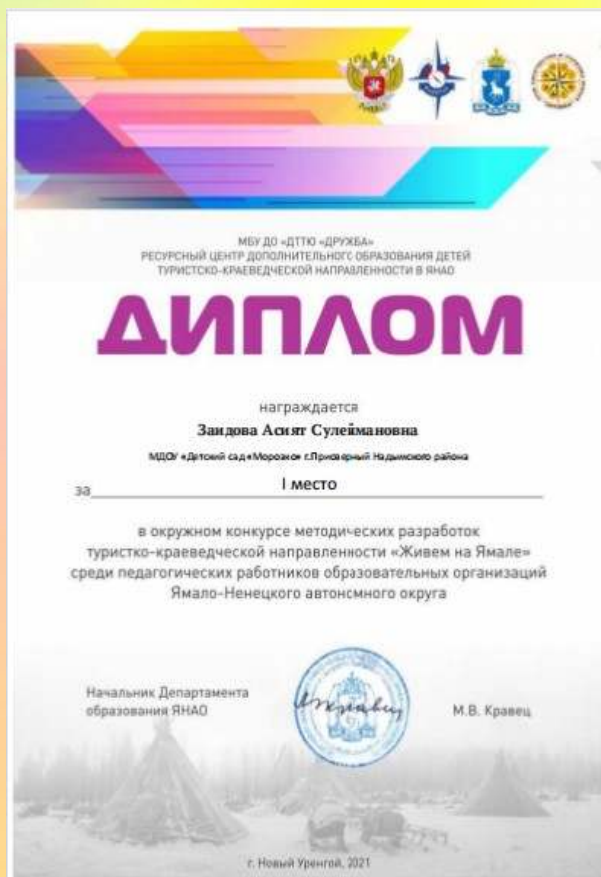 МБУ ДО «ДТТЮ «ДРУЖБА»
РЕСУРСНЫЙ ЦЕНТР ДОПОЛНИТЕЛЬНОГО ОБРАЗОВАНИЯ ДЕТЕЙ
ТУРИСТСКО-КРАЕВЕДЧЕСКОЙ НАПРАВЛЕННОСТИ В ЯНАО
ДИПЛОМ
награждается
Заидова Асият Сулеймановна
МДОУ «Детский сад «Морозко» г.Приозерный Надымского района
за I место
в окружном конкурсе методических разработок
туристско-краеведческой направленности «Живем на Ямале»
среди педагогических работников образовательных организаций
Ямало-Ненецкого автонсмного округа
Начальник Департамента
образования ЯНАО
М.В. Кравец
г. Новый Уренгой, 2021